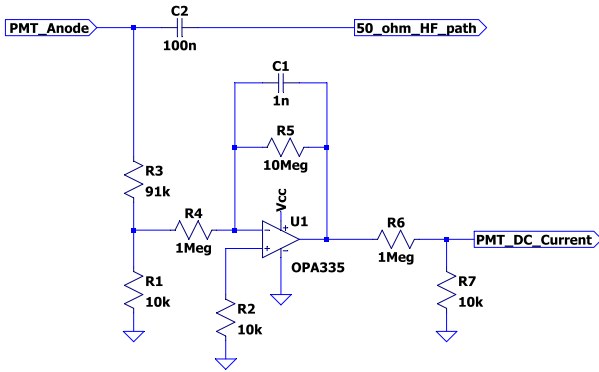 C2
PMT_Anode
50_ohm_HF_path
100n
C1
1n
R5
10Meg
R3
91k
Vcc
R4
U1
R6
1Meg
PMT_DC_Current
1Meg
OPA335
R1
10k
R2
10k
R7
10k